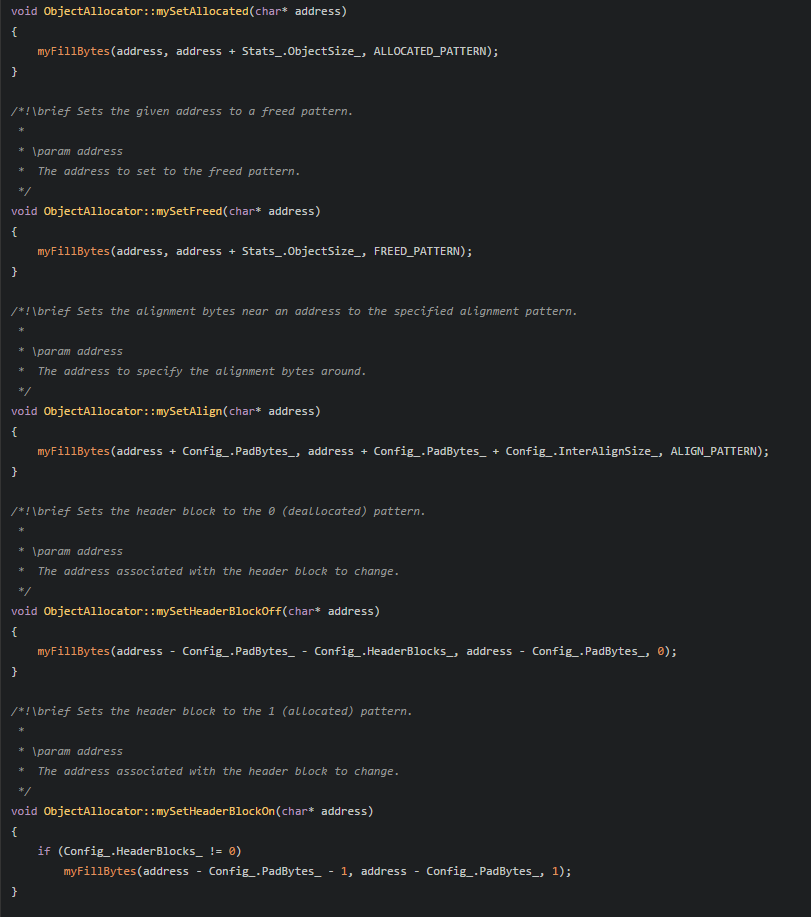 void ObjectAllocator::mySetAllocated(char* address)
{
    myFillBytes(address, address + Stats_.ObjectSize_, ALLOCATED_PATTERN);
}

/*!\brief Sets the given address to a freed pattern.
 *
 * \param address
 *  The address to set to the freed pattern.
 */
void ObjectAllocator::mySetFreed(char* address)
{
    myFillBytes(address, address + Stats_.ObjectSize_, FREED_PATTERN);
}

/*!\brief Sets the alignment bytes near an address to the specified alignment pattern.
 *
 * \param address
 *  The address to specify the alignment bytes around.
 */
void ObjectAllocator::mySetAlign(char* address)
{
    myFillBytes(address + Config_.PadBytes_, address + Config_.PadBytes_ + Config_.InterAlignSize_, ALIGN_PATTERN);
}

/*!\brief Sets the header block to the 0 (deallocated) pattern.
 *
 * \param address
 *  The address associated with the header block to change.
 */
void ObjectAllocator::mySetHeaderBlockOff(char* address)
{
    myFillBytes(address - Config_.PadBytes_ - Config_.HeaderBlocks_, address - Config_.PadBytes_, 0);
}

/*!\brief Sets the header block to the 1 (allocated) pattern.
 *
 * \param address
 *  The address associated with the header block to change.
 */
void ObjectAllocator::mySetHeaderBlockOn(char* address)
{
    if (Config_.HeaderBlocks_ != 0)
        myFillBytes(address - Config_.PadBytes_ - 1, address - Config_.PadBytes_, 1);
}